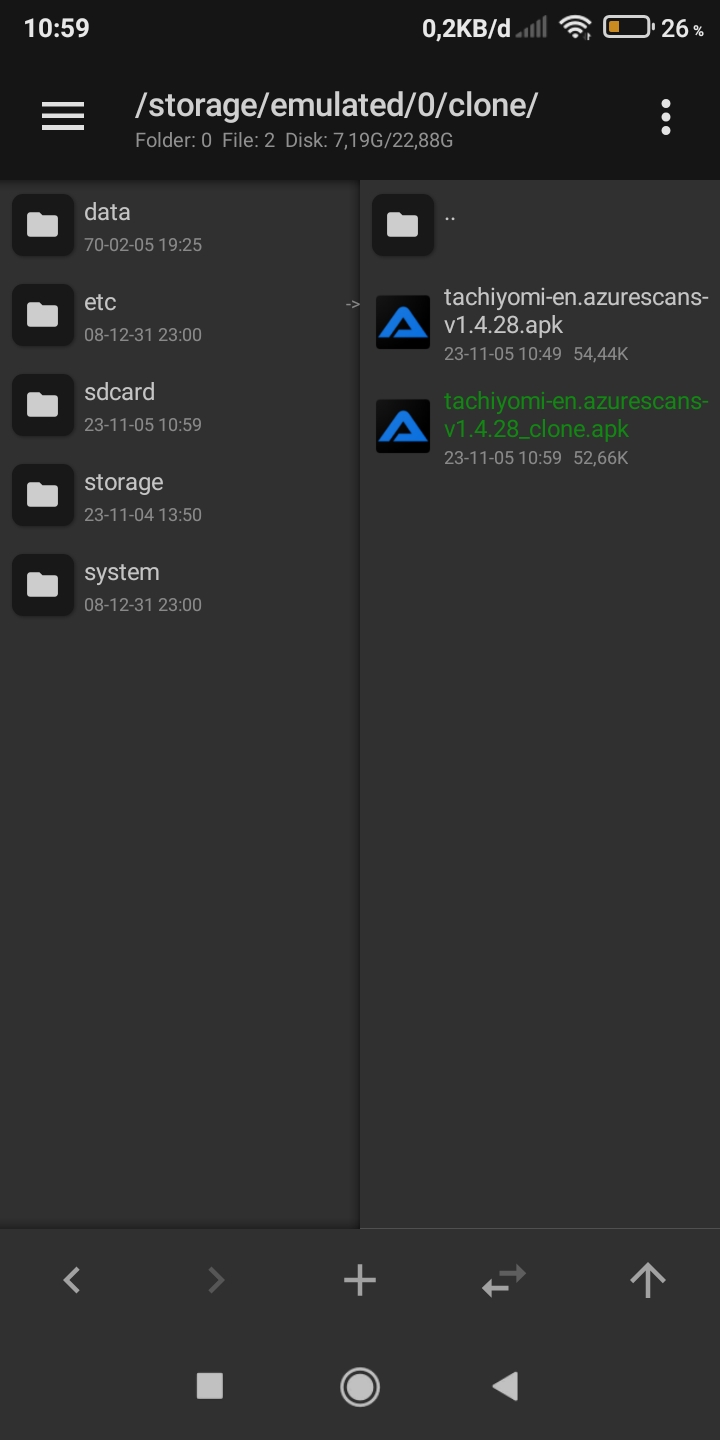 10:59
0,2KB/d
26 %
/storage/emulated/0/clone/
Folder: 0 File: 2 Disk: 7,19G/22,88G
data
70-02-05 19:25
etc
08-12-31 23:00
sdcard
23-11-05 10:59
storage
23-11-04 13:50
system
08-12-31 23:00
->
..
tachiyomi-en.azurescans-
v1.4.28.apk
23-11-05 10:49 54,44K
tachiyomi-en.azurescans-
v1.4.28_clone.apk
23-11-05 10:59 52,66K